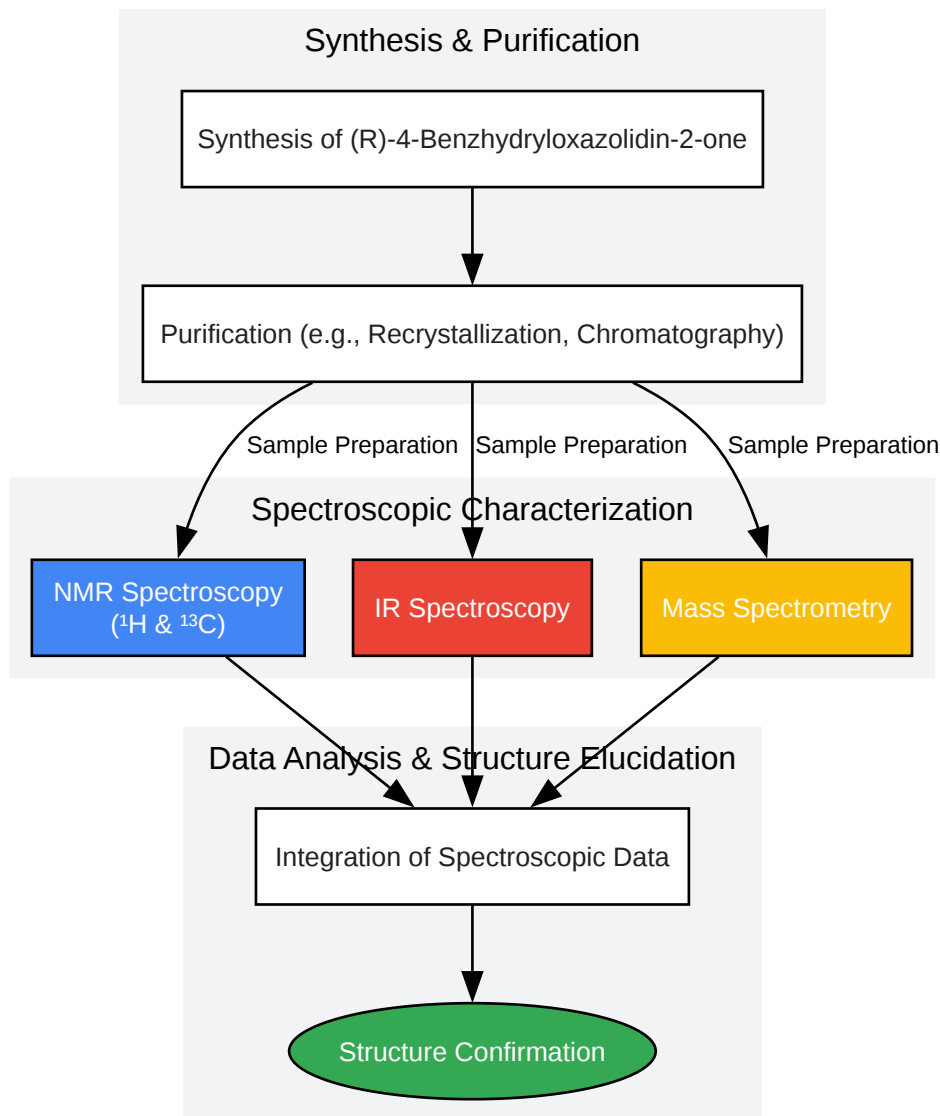 Synthesis & Purification
Synthesis of (R)-4-Benzhydryloxazolidin-2-one
Purification (e.g., Recrystallization, Chromatography)
Sample Preparation
Sample Preparation
Sample Preparation
Spectroscopic Characterization
NMR Spectroscopy
(¹H & ¹³C)
IR Spectroscopy
Mass Spectrometry
Data Analysis & Structure Elucidation
Integration of Spectroscopic Data
Structure Confirmation